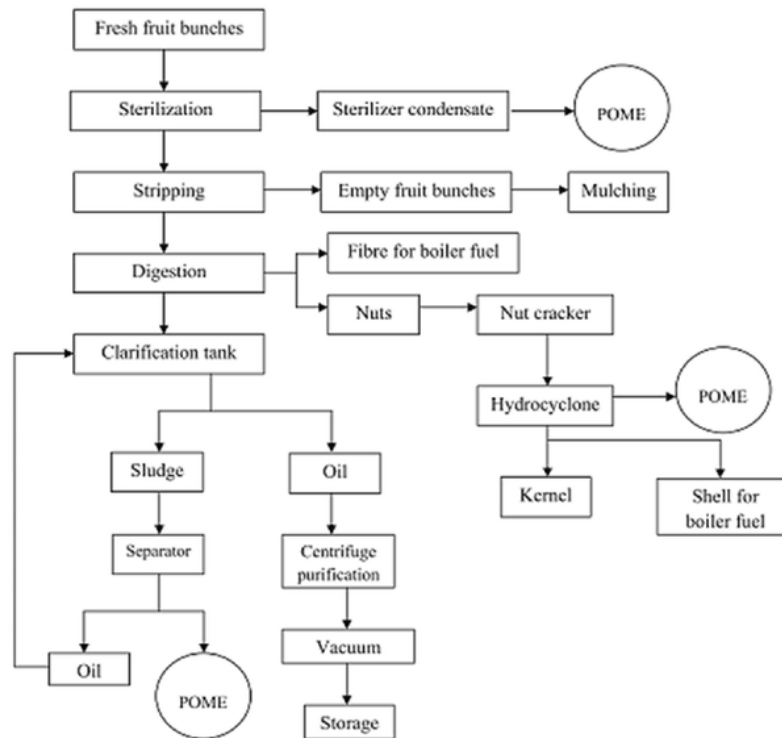 Fresh fruit bunches
Sterilization
Sterilizer condensate
POME
Stripping
Empty fruit bunches
Mulching
Digestion
Fibre for boiler fuel
Nuts
Nut cracker
Clarification tank
Hydrocyclone
POME
Sludge
Oil
Kernel
Shell for
boiler fuel
Separator
Centrifuge
purification
Vacuum
Oil
POME
Storage